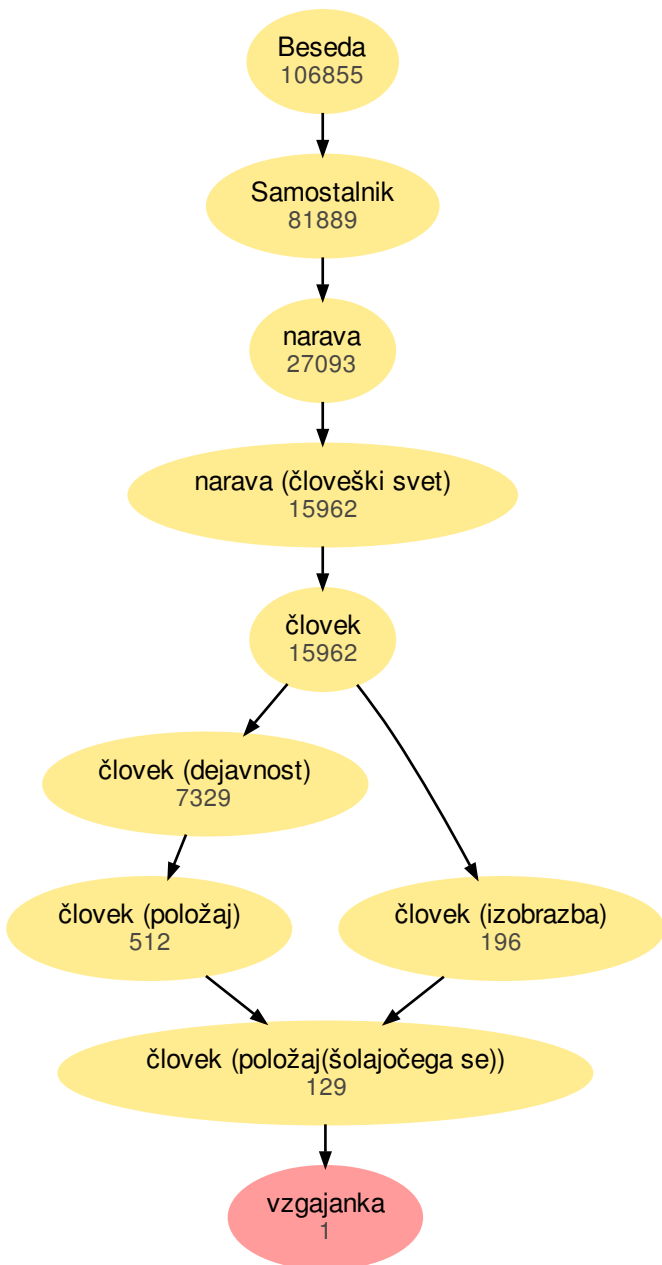 Beseda
106855
Samostalnik
81889
narava
27093
narava (človeški svet)
15962
človek
15962
človek (dejavnost)
7329
človek (položaj)
512
človek (izobrazba)
196
človek (položaj(šolajočega se))
129
vzgajanka
1